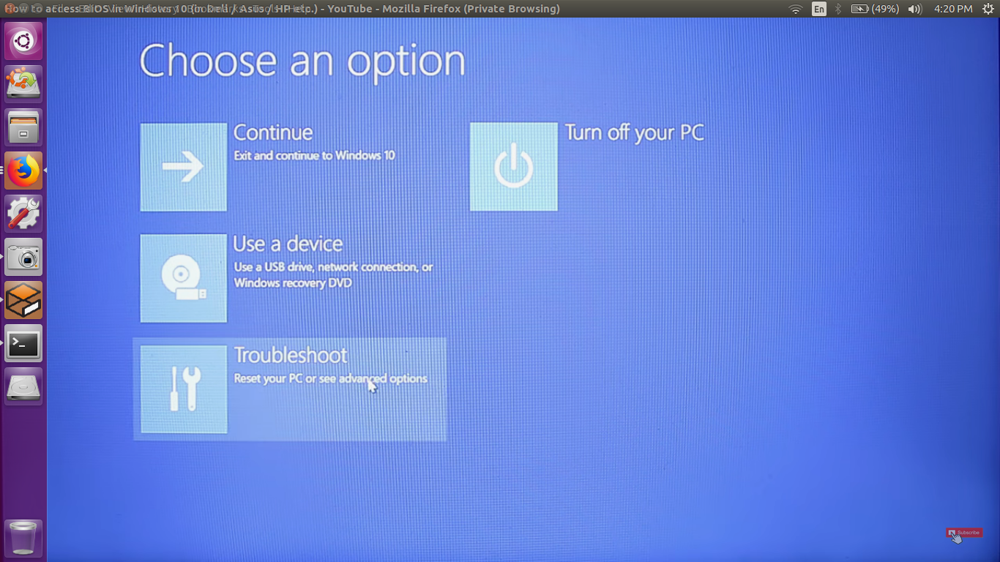 How to access BIOS in Windows 10 (in Dell / Asus / HP etc.) - YouTube - Mozilla Firefox (Private Browsing)
En
(49%)
4:20 PM
Choose an option
Continue
Exit and continue to Windows 10
Turn off your PC
Use a device
Use a USB drive, network connection, or
Windows recovery DVD
Troubleshoot
Reset your PC or see advanced options
Subscribe